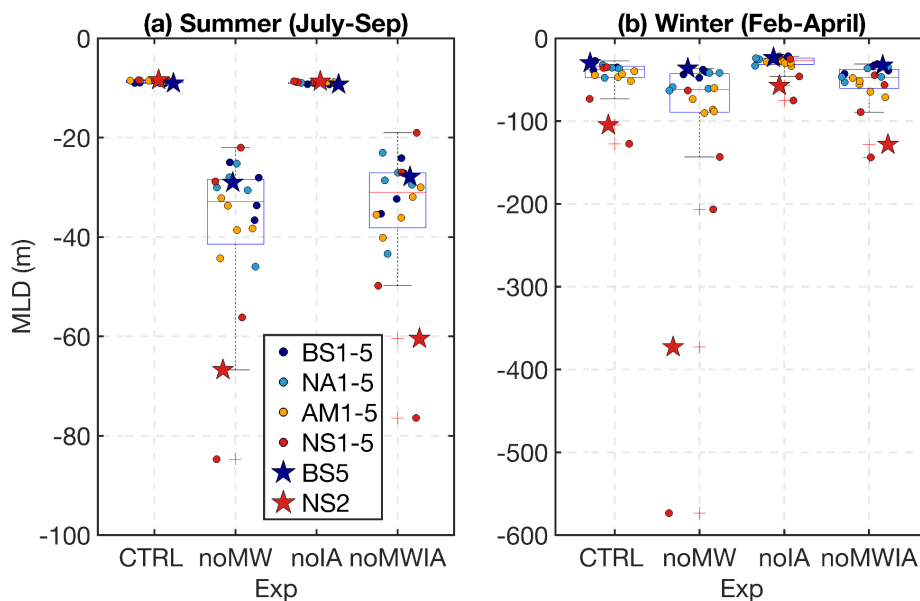 (a) Summer (July-Sep)
0
-20
-40
-60
-80
-100
MLD (m)
CTRL noMW noIA noMWIA
Exp
BS1-5
NA1-5
AM1-5
NS1-5
BS5
NS2
(b) Winter (Feb-April)
0
-100
-200
-300
-400
-500
-600
CTRL noMW noIA noMWIA
Exp